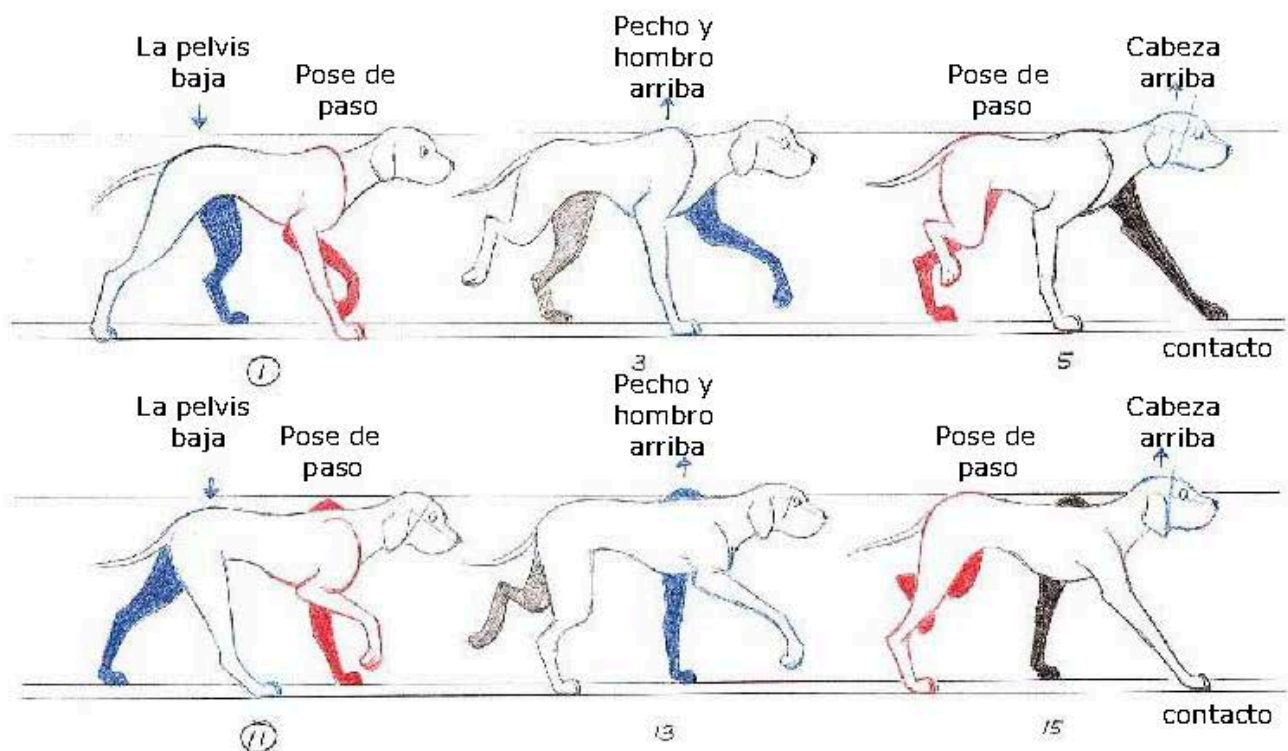 La pelvis
baja
Pose de
paso
Pecho y
hombro
arriba
Pose de
paso
Cabeza
arriba
contacto
1
3
5
La pelvis
baja
Pose de
paso
Pecho y
hombro
arriba
Pose de
paso
Cabeza
arriba
contacto
11
13
15